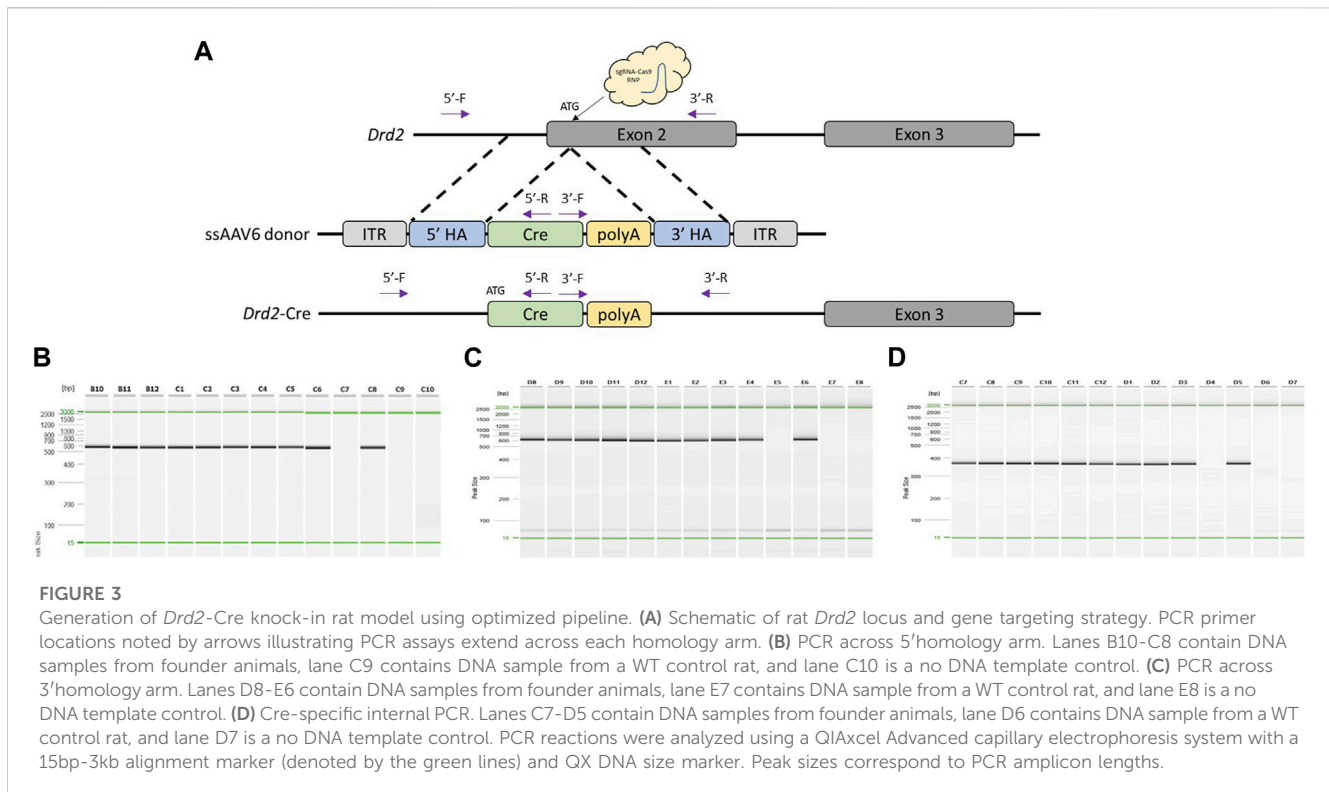 A
sgRNA-Cas9
RNP
5'-F
ATG
3'-R
Drd2
Exon 2
Exon 3
5'-R
3'-F
ssAAV6 donor
ITR
5' HA
Cre
polyA
3' HA
ITR
5'-F
ATG
5'-R
3'-F
3'-R
Drd2-Cre
Cre
polyA
Exon 3
B
[bp]
B10 B11 B12 C1 C2 C3 C4 C5 C6 C7 C8 C9 C10
3000
2000
1500
1200
1000
900
800
700
600
500
400
300
200
100
15
C
[bp]
D8 D9 D10 D11 D12 E1 E2 E3 E4 E5 E6 E7 E8
3000
2500
2000
1500
1200
1000
900
800
700
600
500
300
200
100
15
Peak Size
D
[bp]
C7 C8 C9 C10 C11 C12 D1 D2 D3 D4 D5 D6 D7
3000
2500
2000
1500
1200
1000
900
800
700
600
500
400
300
200
100
15
Peak Size
FIGURE 3
Generation of Drd2-Cre knock-in rat model using optimized pipeline. (A) Schematic of rat Drd2 locus and gene targeting strategy. PCR primer
locations noted by arrows illustrating PCR assays extend across each homology arm. (B) PCR across 5′homology arm. Lanes B10-C8 contain DNA
samples from founder animals, lane C9 contains DNA sample from a WT control rat, and lane C10 is a no DNA template control. (C) PCR across
3′homology arm. Lanes D8-E6 contain DNA samples from founder animals, lane E7 contains DNA sample from a WT control rat, and lane E8 is a no
DNA template control. (D) Cre-specific internal PCR. Lanes C7-D5 contain DNA samples from founder animals, lane D6 contains DNA sample from a WT
control rat, and lane D7 is a no DNA template control. PCR reactions were analyzed using a QIAxcel Advanced capillary electrophoresis system with a
15bp-3kb alignment marker (denoted by the green lines) and QX DNA size marker. Peak sizes correspond to PCR amplicon lengths.